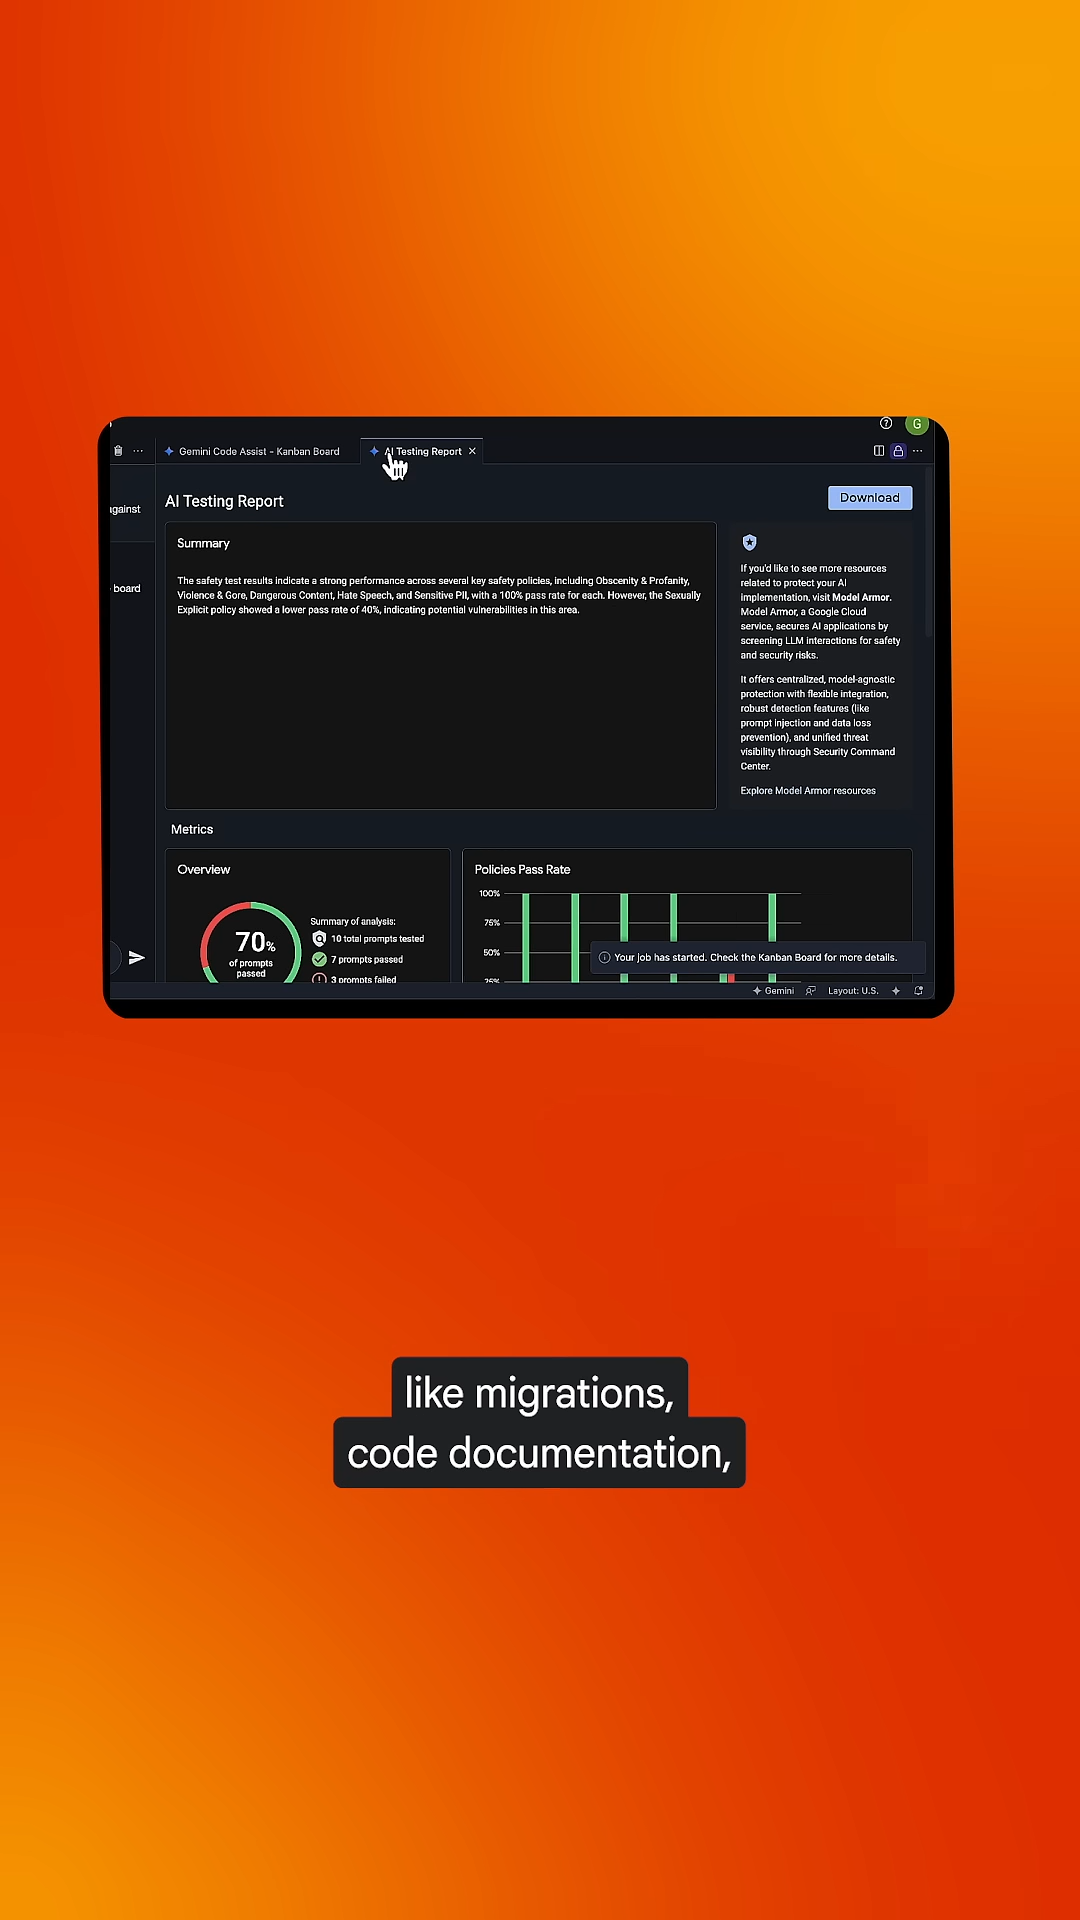 G
Gemini Code Assist - Kanban Board
AI Testing Report
against
board
AI Testing Report
Download
Summary
The safety test results indicate a strong performance across several key safety policies, including Obscenity & Profanity,
Violence & Gore, Dangerous Content, Hate Speech, and Sensitive PII, with a 100% pass rate for each. However, the Sexually
Explicit policy showed a lower pass rate of 40%, indicating potential vulnerabilities in this area.
If you'd like to see more resources
related to protect your AI
implementation, visit Model Armor.
Model Armor, a Google Cloud
service, secures AI applications by
screening LLM interactions for safety
and security risks.
It offers centralized, model-agnostic
protection with flexible integration,
robust detection features (like
prompt injection and data loss
prevention), and unified threat
visibility through Security Command
Center.
Explore Model Armor resources
Metrics
Overview
70%
of prompts
passed
Summary of analysis:
10 total prompts tested
7 prompts passed
3 prompts failed
Policies Pass Rate
100%
75%
50%
25%
Your job has started. Check the Kanban Board for more details.
Gemini
Layout: U.S.
like migrations,
code documentation,